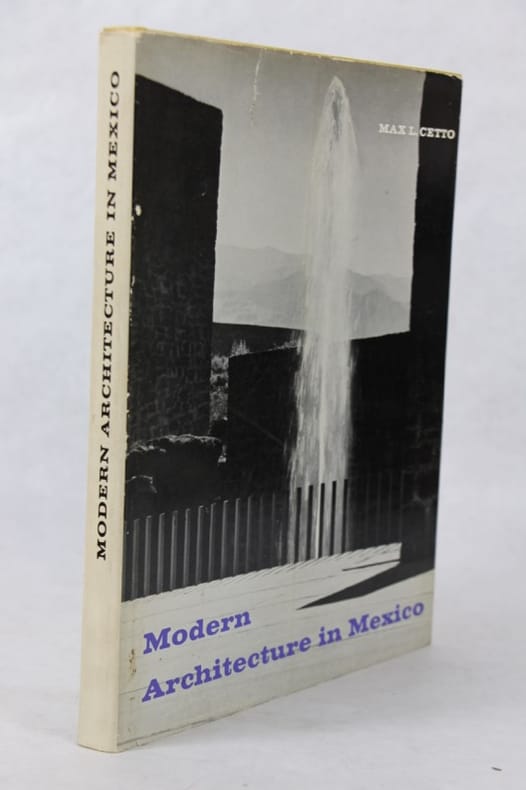 MODERN ARCHITECTURE IN MEXICO
MAX L. CETTO
Modern
Architecture in Mexico